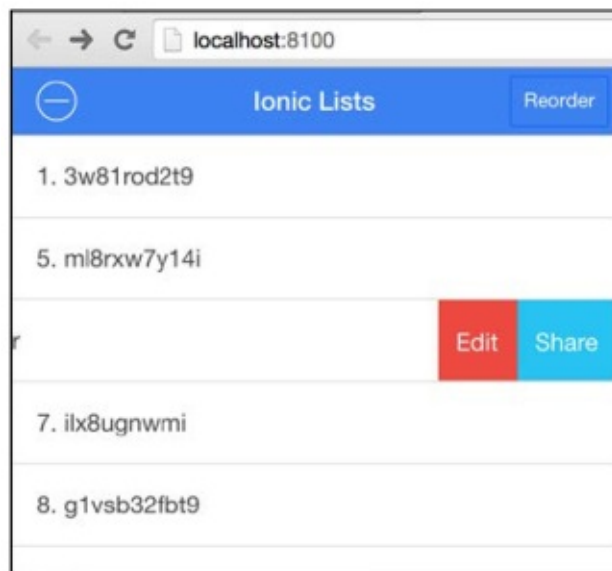 localhost:8100
Ionic Lists Reorder
1. 3w81rod2t9
5. ml8rxw7y14i
r Edit Share
7. ilx8ugnwmi
8. g1vsb32fbt9